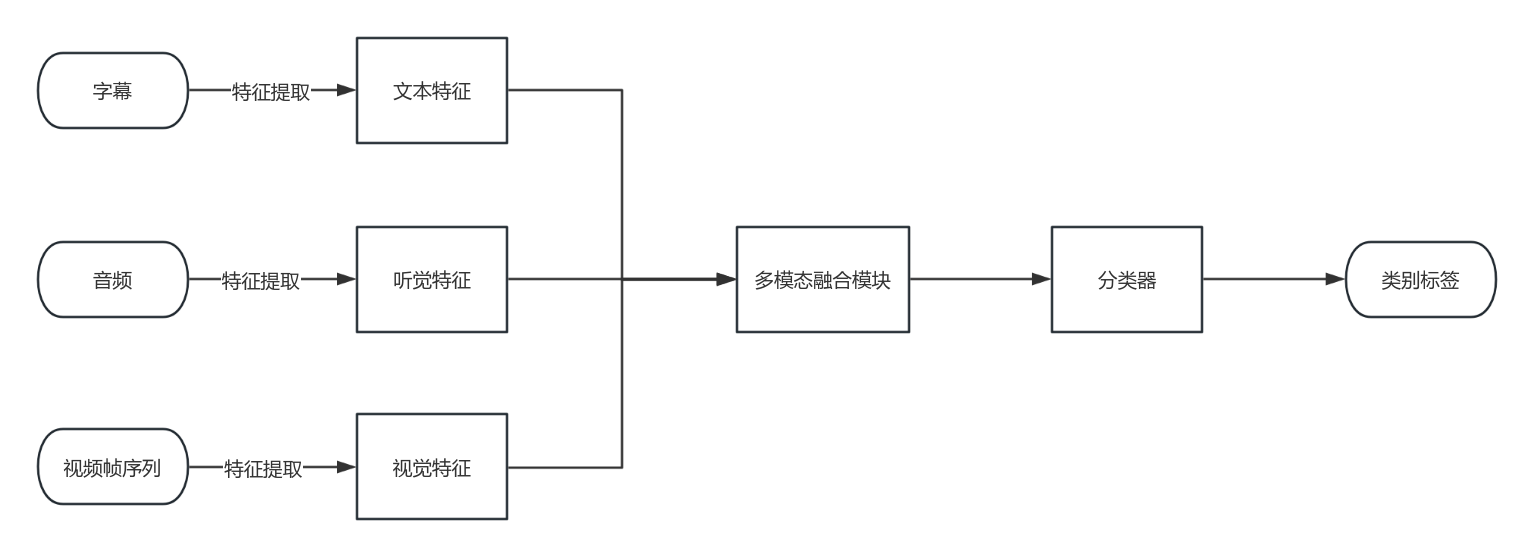 字幕
特征提取
文本特征
音频
特征提取
听觉特征
多模态融合模块
分类器
类别标签
视频帧序列
特征提取
视觉特征